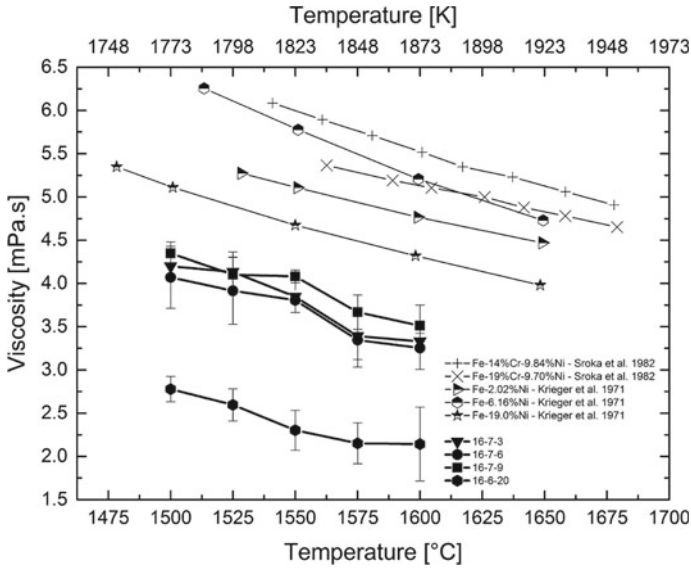 Temperature [K]
1748 1773 1798 1823 1848 1873 1898 1923 1948 1973
6.5
6.0
5.5
5.0
4.5
4.0
3.5
3.0
2.5
2.0
1.5
Viscosity [mPa.s]
Fe-14%Cr-9.84%Ni - Sroka et al. 1982
Fe-19%Cr-9.70%Ni - Sroka et al. 1982
Fe-2.02%Ni - Krieger et al. 1971
Fe-6.16%Ni - Krieger et al. 1971
Fe-19.0%Ni - Krieger et al. 1971
16-7-3
16-7-6
16-7-9
16-6-20
1475 1500 1525 1550 1575 1600 1625 1650 1675 1700
Temperature [°C]